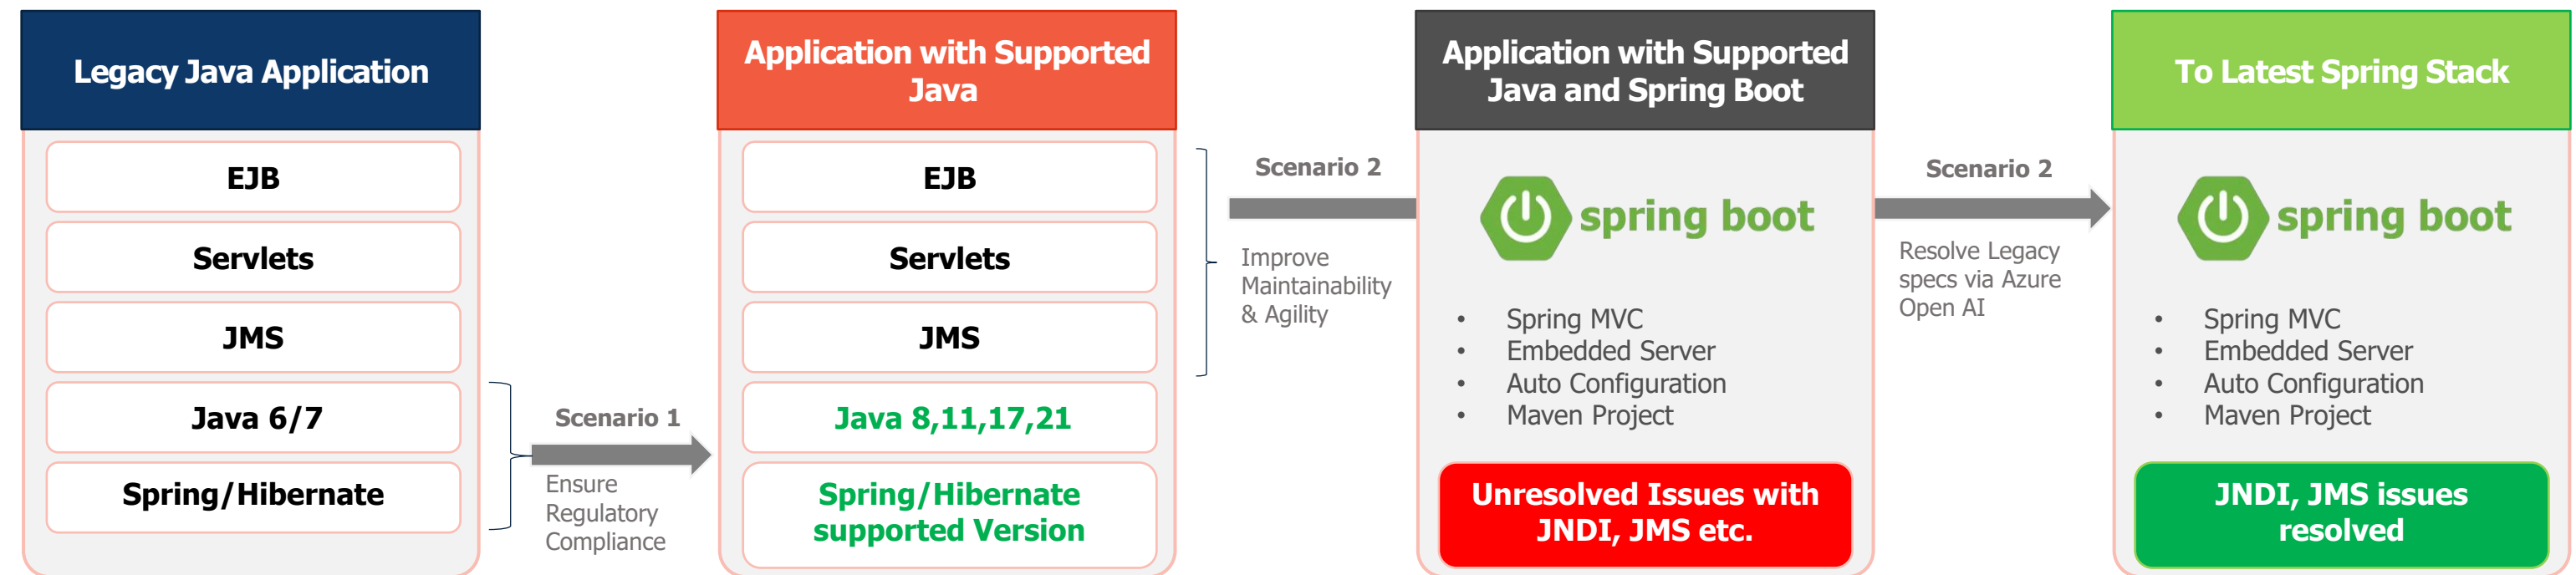 Legacy Java Application
EJB
Servlets
JMS
Java 6/7
Spring/Hibernate
Scenario 1
Ensure
Regulatory
Compliance
Application with Supported
Java
EJB
Servlets
JMS
Java 8,11,17,21
Spring/Hibernate
supported Version
Scenario 2
Improve
Maintainability
& Agility
Application with Supported
Java and Spring Boot
spring boot
• Spring MVC
• Embedded Server
• Auto Configuration
• Maven Project
Unresolved Issues with
JNDI, JMS etc.
Scenario 2
Resolve Legacy
specs via Azure
Open AI
To Latest Spring Stack
spring boot
• Spring MVC
• Embedded Server
• Auto Configuration
• Maven Project
JNDI, JMS issues
resolved